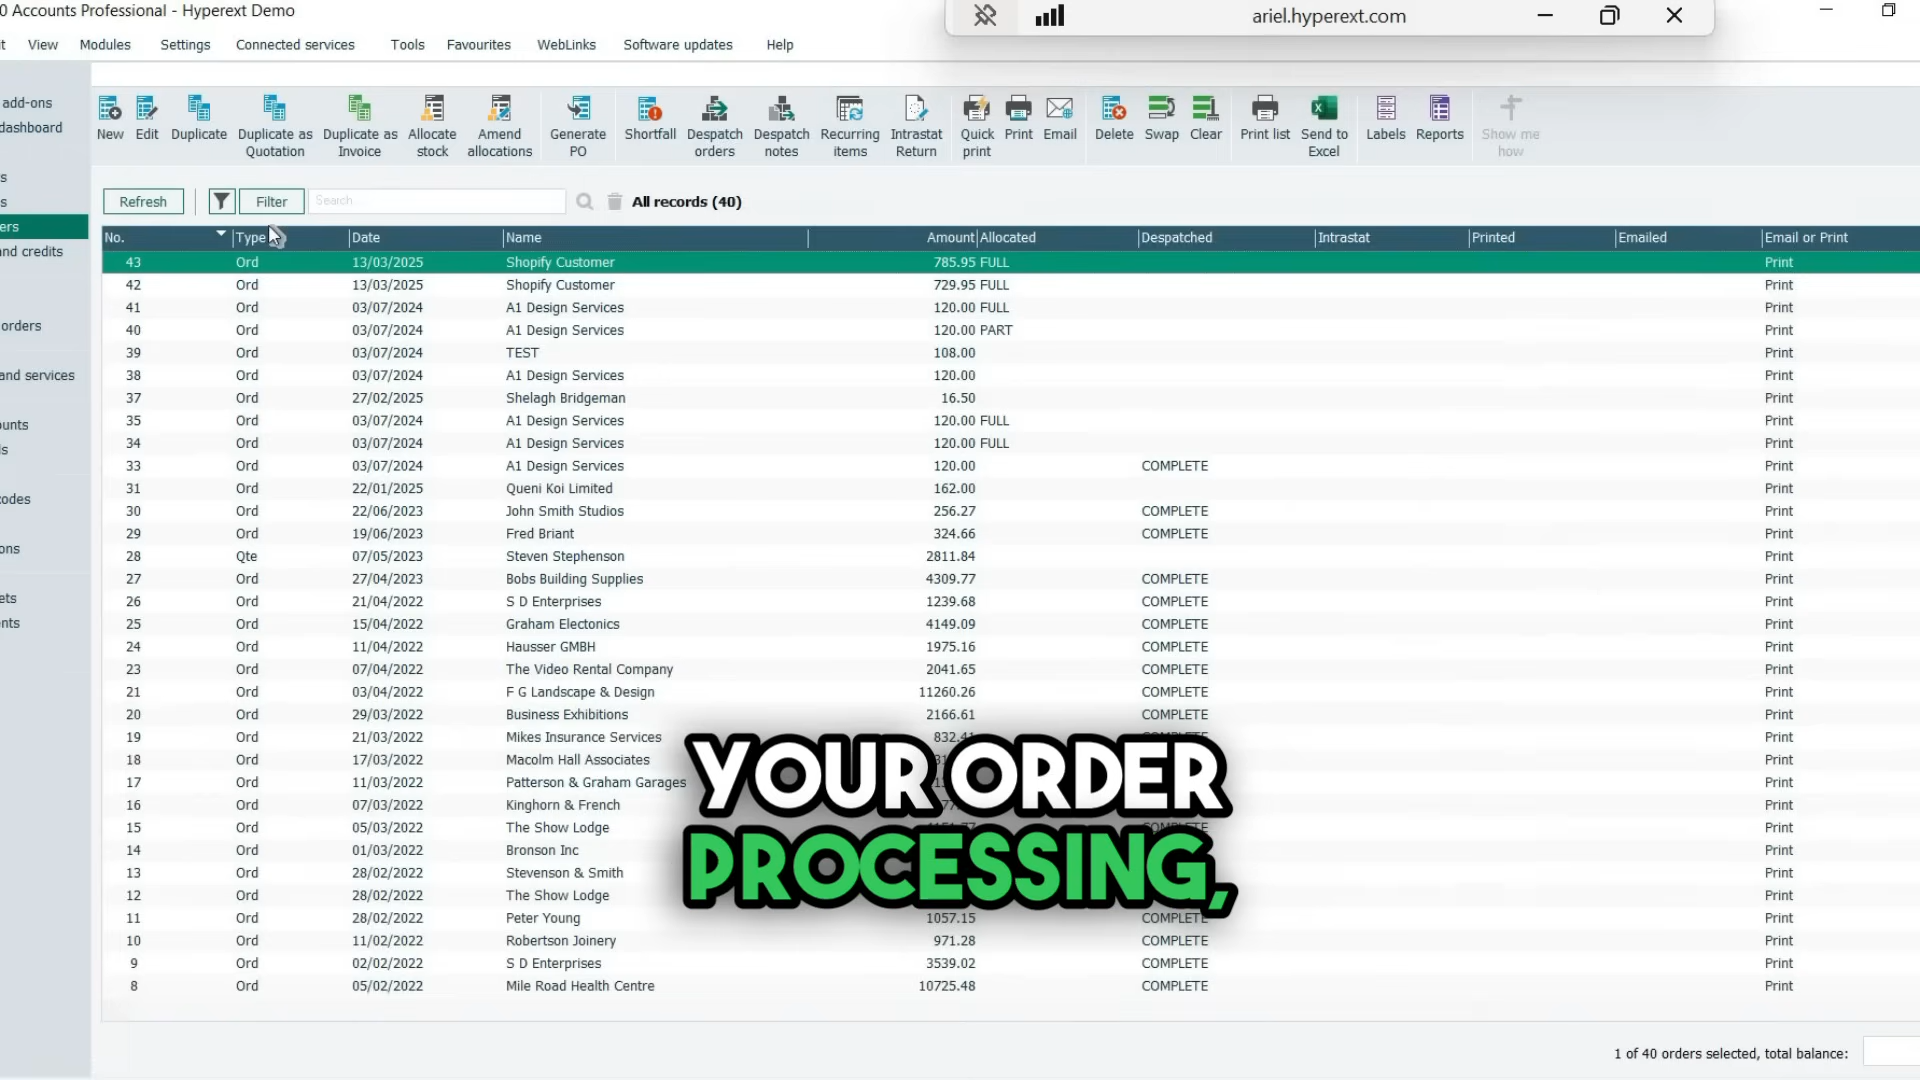 0 Accounts Professional - Hyperext Demo
ariel.hyperext.com
it View Modules Settings Connected services Tools Favourites WebLinks Software updates Help
add-ons
dashboard
s
s
ers
and credits
orders
and services
ounts
ls
codes
ons
ets
ents
New Edit Duplicate Duplicate as Quotation Duplicate as Invoice Allocate stock Amend allocations Generate PO Shortfall Despatch orders Despatch notes Recurring items Intrastat Return Quick print Print Email Delete Swap Clear Print list Send to Excel Labels Reports Show me how
Refresh Filter Search... All records (40)
No. Type Date Name Amount Allocated Despatched Intrastat Printed Emailed Email or Print
43 Ord 13/03/2025 Shopify Customer 785.95 FULL Print
42 Ord 13/03/2025 Shopify Customer 729.95 FULL Print
41 Ord 03/07/2024 A1 Design Services 120.00 FULL Print
40 Ord 03/07/2024 A1 Design Services 120.00 PART Print
39 Ord 03/07/2024 TEST 108.00 Print
38 Ord 03/07/2024 A1 Design Services 120.00 Print
37 Ord 27/02/2025 Shelagh Bridgeman 16.50 Print
35 Ord 03/07/2024 A1 Design Services 120.00 FULL Print
34 Ord 03/07/2024 A1 Design Services 120.00 FULL Print
33 Ord 03/07/2024 A1 Design Services 120.00 COMPLETE Print
31 Ord 22/01/2025 Queni Koi Limited 162.00 Print
30 Ord 22/06/2023 John Smith Studios 256.27 COMPLETE Print
29 Ord 19/06/2023 Fred Briant 324.66 COMPLETE Print
28 Qte 07/05/2023 Steven Stephenson 2811.84 Print
27 Ord 27/04/2023 Bobs Building Supplies 4309.77 COMPLETE Print
26 Ord 21/04/2022 S D Enterprises 1239.68 COMPLETE Print
25 Ord 15/04/2022 Graham Electonics 4149.09 COMPLETE Print
24 Ord 11/04/2022 Hausser GMBH 1975.16 COMPLETE Print
23 Ord 07/04/2022 The Video Rental Company 2041.65 COMPLETE Print
21 Ord 03/04/2022 F G Landscape & Design 11260.26 COMPLETE Print
20 Ord 29/03/2022 Business Exhibitions 2166.61 COMPLETE Print
19 Ord 21/03/2022 Mikes Insurance Services Print
18 Ord 17/03/2022 Macolm Hall Associates Print
17 Ord 11/03/2022 Patterson & Graham Garages Print
16 Ord 07/03/2022 Kinghorn & French Print
15 Ord 05/03/2022 The Show Lodge Print
14 Ord 01/03/2022 Bronson Inc Print
13 Ord 28/02/2022 Stevenson & Smith Print
12 Ord 28/02/2022 The Show Lodge Print
11 Ord 28/02/2022 Peter Young 1057.15 COMPLETE Print
10 Ord 11/02/2022 Robertson Joinery 971.28 COMPLETE Print
9 Ord 02/02/2022 S D Enterprises 3539.02 COMPLETE Print
8 Ord 05/02/2022 Mile Road Health Centre 10725.48 COMPLETE Print
YOUR ORDER
PROCESSING,
1 of 40 orders selected, total balance: